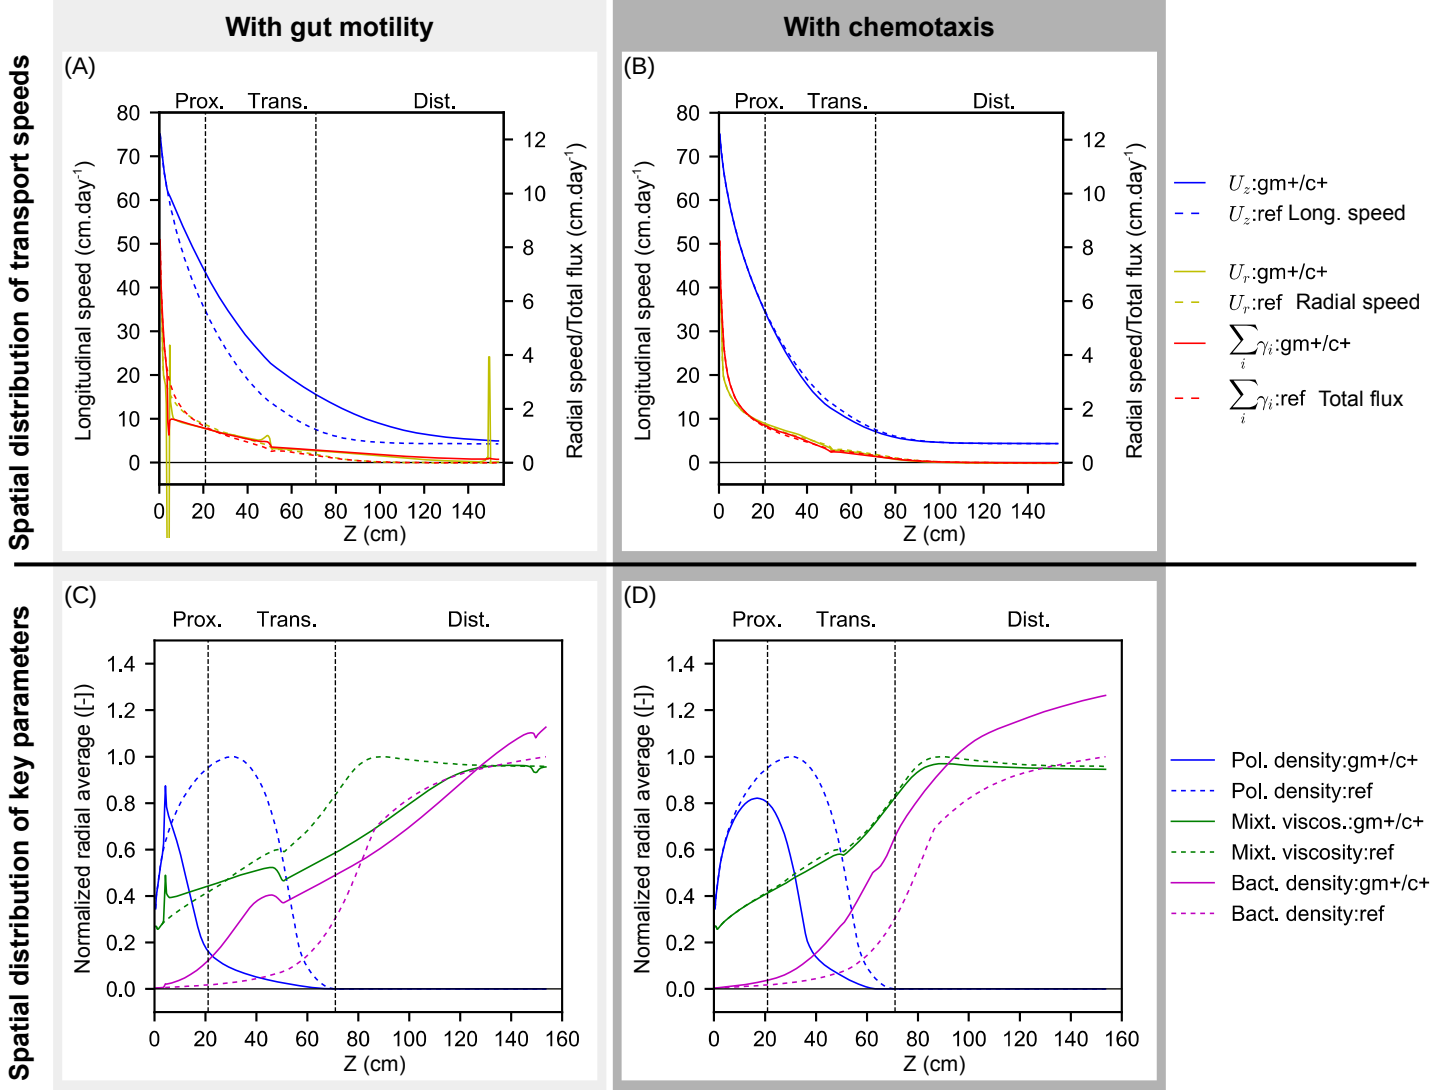 With gut motility
With chemotaxis
Spatial distribution of transport speeds
(A)
Prox. Trans. Dist.
Longitudinal speed (cm.day⁻¹)
80
70
60
50
40
30
20
10
0
12
10
8
6
4
2
0
Radial speed/Total flux (cm.day⁻¹)
0 20 40 60 80 100 120 140
Z (cm)
(B)
Prox. Trans. Dist.
Longitudinal speed (cm.day⁻¹)
80
70
60
50
40
30
20
10
0
12
10
8
6
4
2
0
Radial speed/Total flux (cm.day⁻¹)
0 20 40 60 80 100 120 140
Z (cm)
U_z:gm+/c+
U_z:ref Long. speed
U_r:gm+/c+
U_r:ref Radial speed
∑_i γ_i:gm+/c+
∑_i γ_i:ref Total flux
Spatial distribution of key parameters
(C)
Prox. Trans. Dist.
Normalized radial average ([-])
1.4
1.2
1.0
0.8
0.6
0.4
0.2
0.0
0 20 40 60 80 100 120 140 160
Z (cm)
(D)
Prox. Trans. Dist.
Normalized radial average ([-])
1.4
1.2
1.0
0.8
0.6
0.4
0.2
0.0
0 20 40 60 80 100 120 140 160
Z (cm)
Pol. density:gm+/c+
Pol. density:ref
Mixt. viscos.:gm+/c+
Mixt. viscosity:ref
Bact. density:gm+/c+
Bact. density:ref